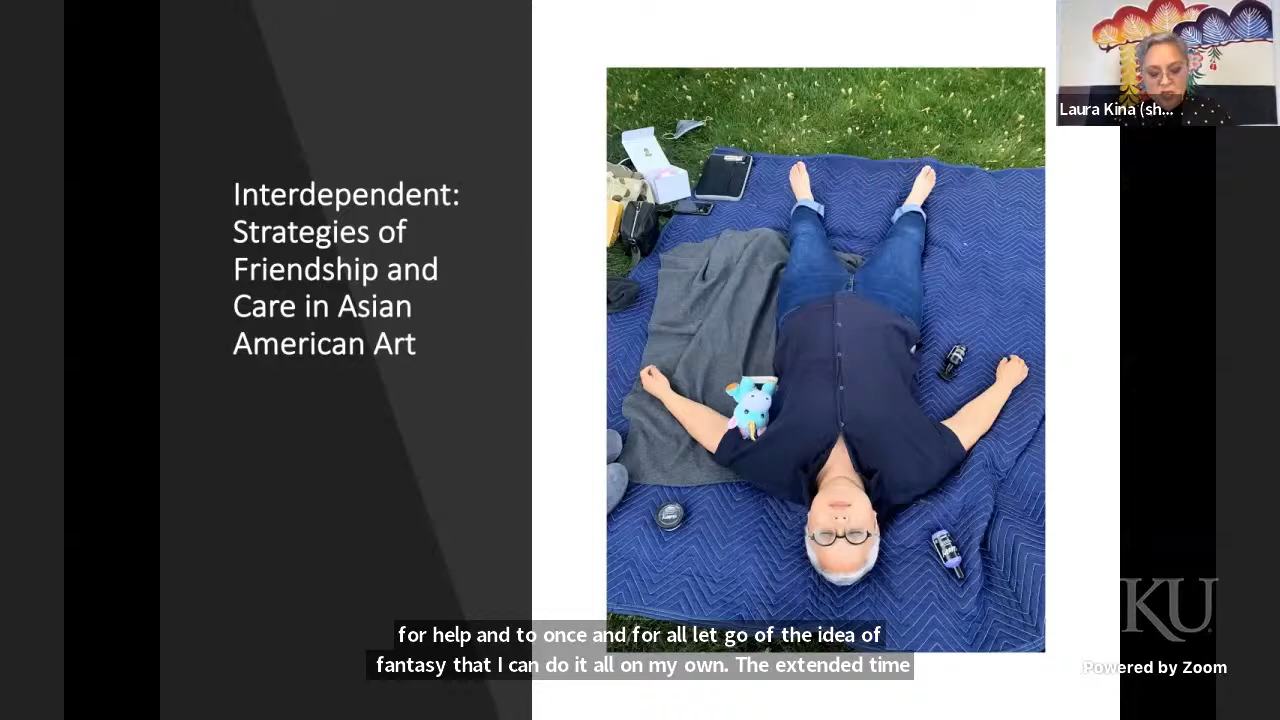 Interdependent:
Strategies of
Friendship and
Care in Asian
American Art
Laura Kina (sh...
for help and to once and for all let go of the idea of
fantasy that I can do it all on my own. The extended time
KU
Powered by Zoom